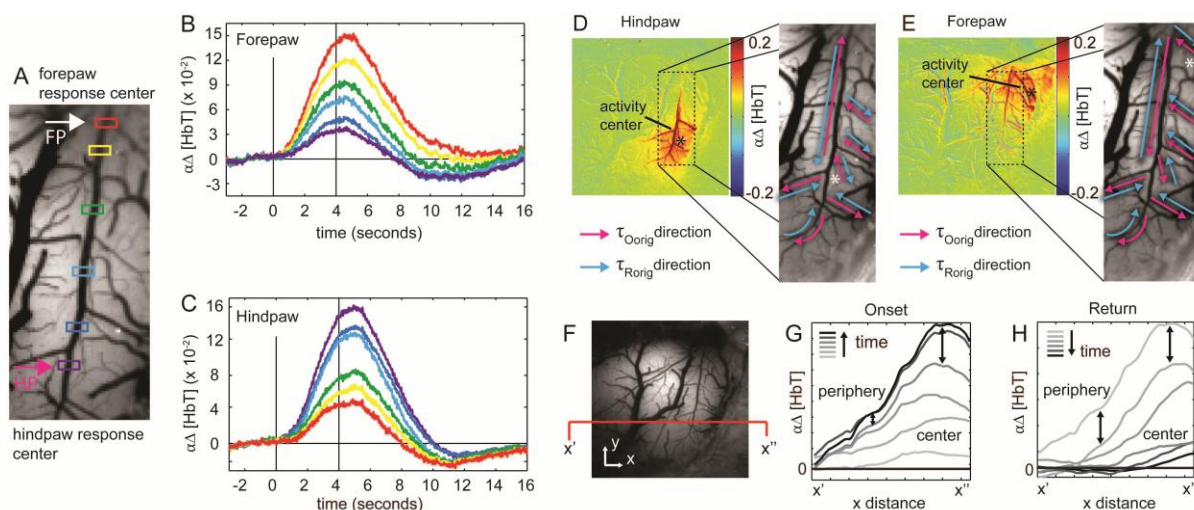 A
forepaw
response center
FP
HP
hindpaw response
center
B
Forepaw
αΔ [HbT] (x 10-2)
15
12
9
6
3
0
-3
-2 0 2 4 6 8 10 12 14 16
time (seconds)
C
Hindpaw
αΔ [HbT] (x 10-2)
16
12
8
4
0
-2 0 2 4 6 8 10 12 14 16
time (seconds)
D
Hindpaw
activity
center
*
0.2
αΔ [HbT]
-0.2
*
τOorig direction
τRorig direction
E
Forepaw
activity
center
*
0.2
αΔ [HbT]
-0.2
*
τOorig direction
τRorig direction
F
x'
x''
y
x
G
Onset
time
periphery
center
αΔ [HbT]
0
x'
x''
x distance
H
Return
time
periphery
center
αΔ [HbT]
0
x'
x''
x distance